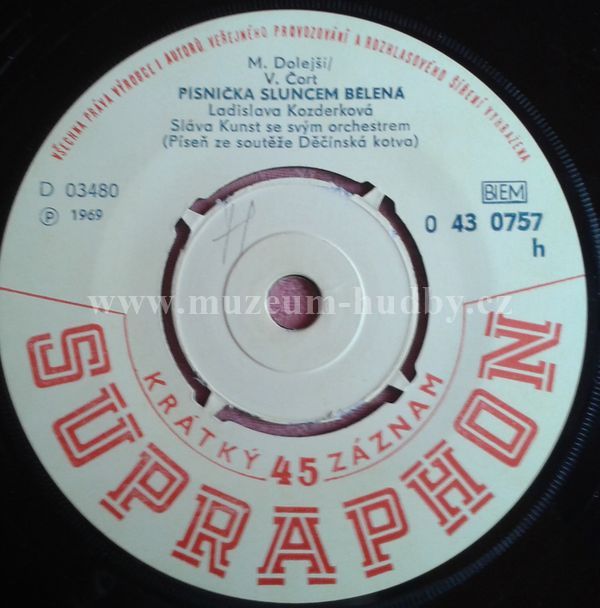 VŠECHNA PRÁVA VÝROBCE I AUTORŮ, VEŘEJNÉHO PROVOZOVÁNÍ A ROZHLASOVÉHO ŠÍŘENÍ VYHRAŽENA
M. Dolejší/
V. Čort
PÍSNIČKA SLUNCEM BĚLENÁ
Ladislava Kozderková
Sláva Kunst se svým orchestrem
(Píseň ze soutěže Děčínská kotva)
D 03480
Ⓟ 1969
BIEM
0 43 0757
h
www.muzeum-hudby.cz
KRÁTKÝ 45 ZÁZNAM
SUPRAPHON